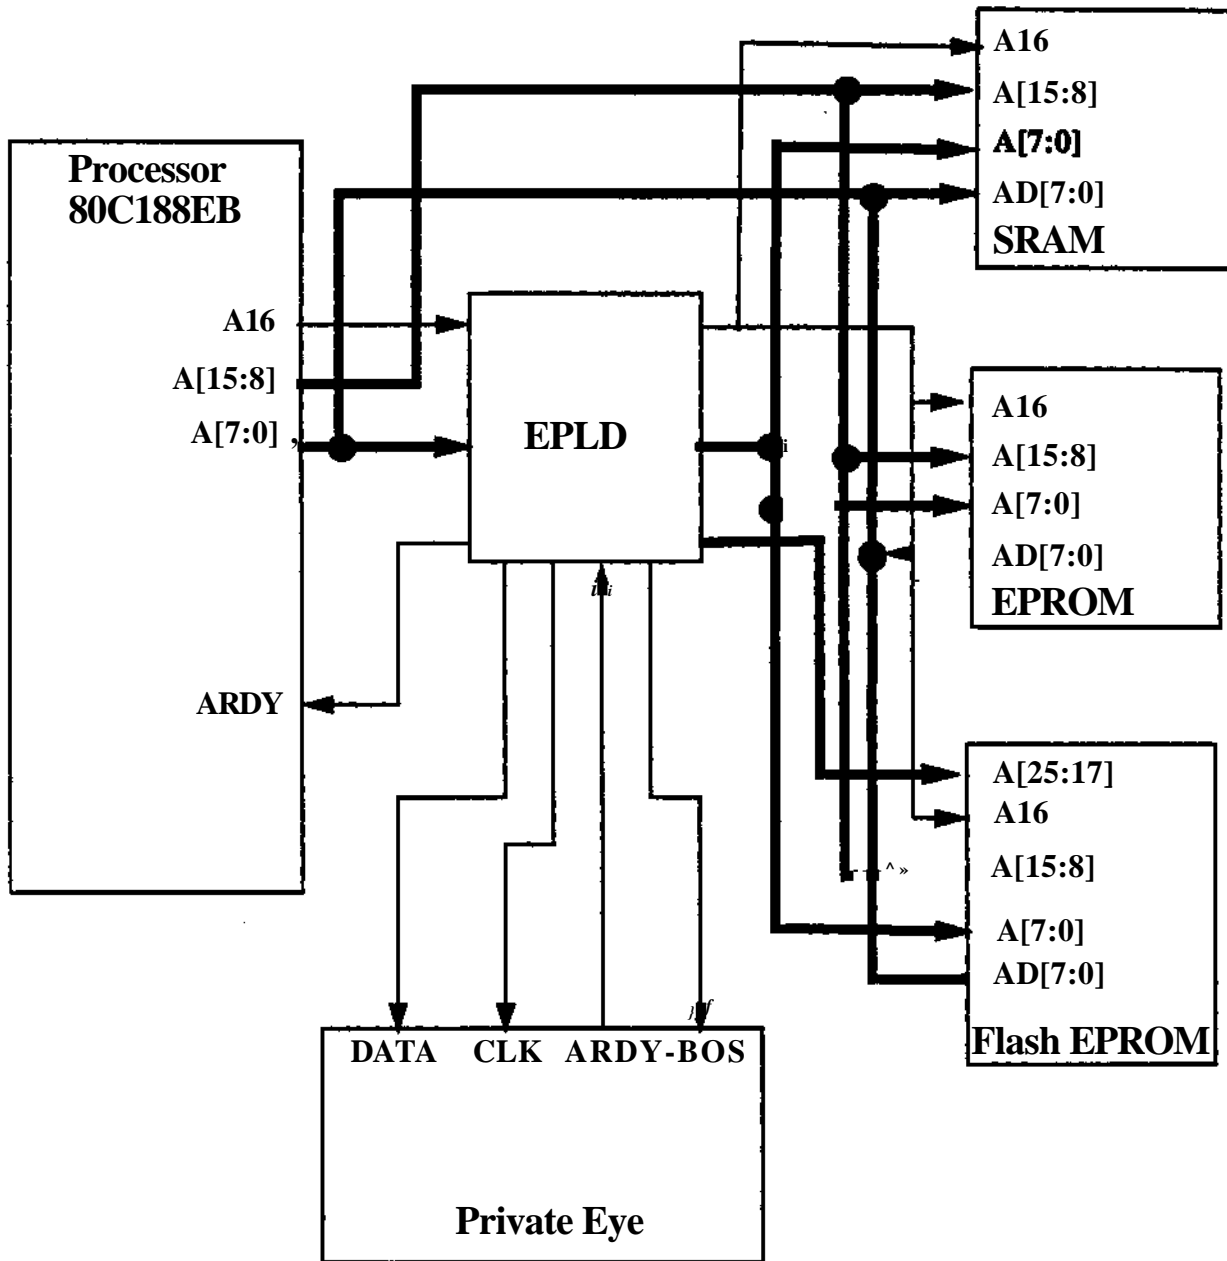 Processor
80C188EB
A16
A[15:8]
A[7:0]
ARDY
EPLD
A16
A[15:8]
A[7:0]
AD[7:0]
SRAM
A16
A[15:8]
A[7:0]
AD[7:0]
EPROM
A[25:17]
A16
A[15:8]
A[7:0]
AD[7:0]
Flash EPROM
DATA CLK ARDY-BOS
Private Eye